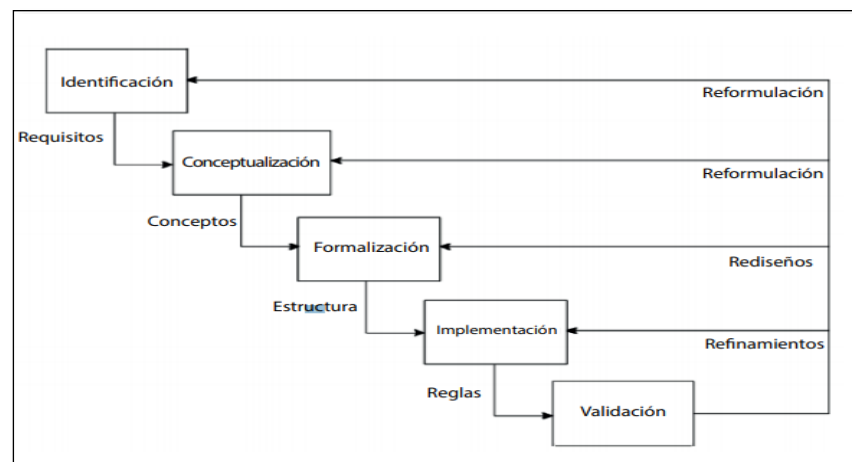 Identificación
Reformulación
Requisitos
Conceptualización
Reformulación
Conceptos
Formalización
Rediseños
Estructura
Implementación
Refinamientos
Reglas
Validación